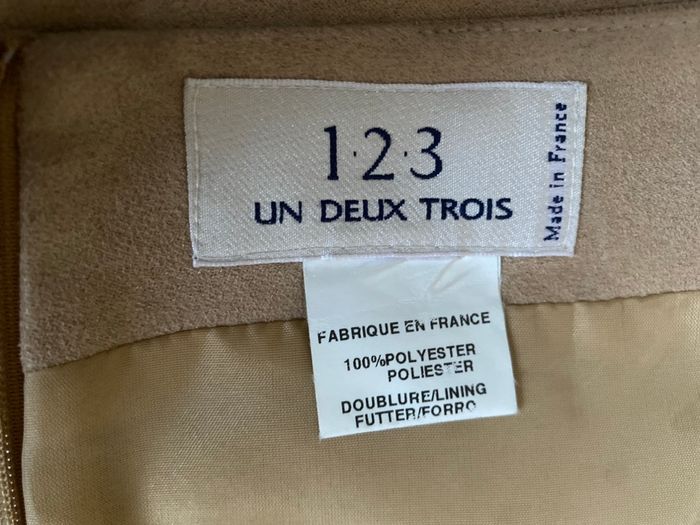 1·2·3
UN DEUX TROIS
Made in France
FABRIQUE EN FRANCE
100%POLYESTER
POLIESTER
DOUBLURE/LINING
FUTTER/FORRO